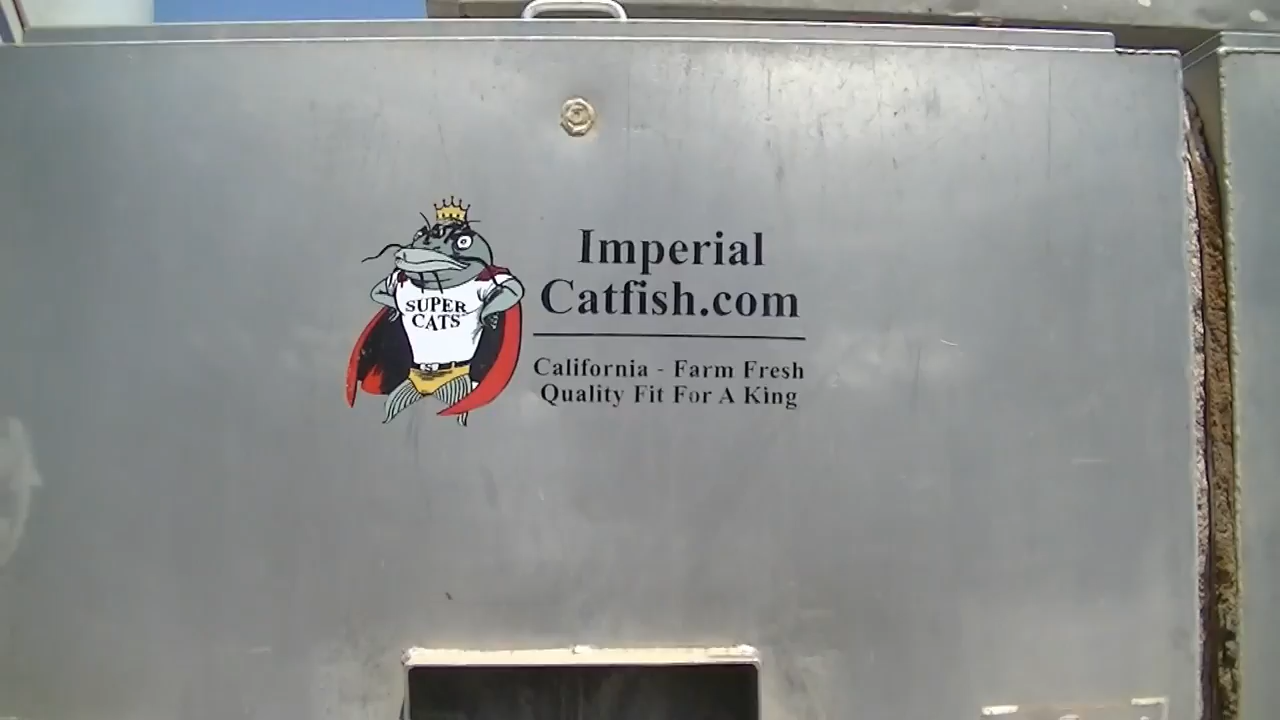 SUPER
CATS
Imperial
Catfish.com
California - Farm Fresh
Quality Fit For A King